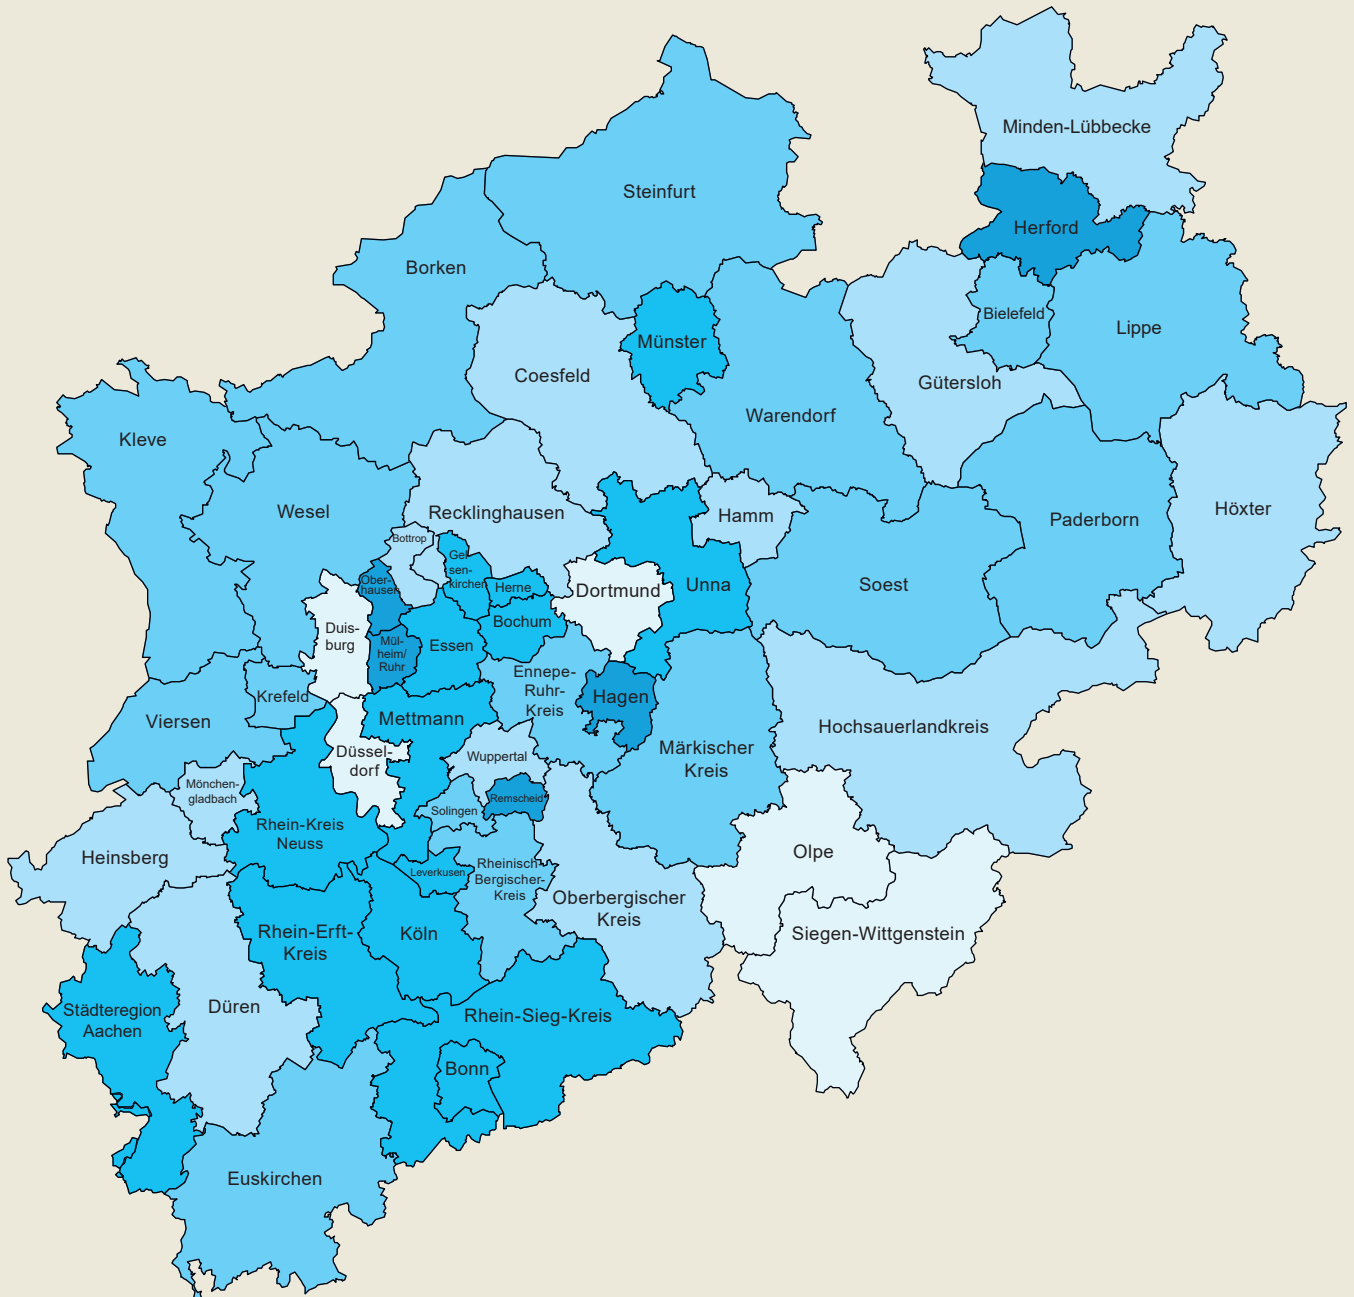 Minden-Lübbecke
Steinfurt
Herford
Borken
Bielefeld
Lippe
Münster
Coesfeld
Gütersloh
Warendorf
Kleve
Wesel
Recklinghausen
Hamm
Höxter
Paderborn
Bottrop
Gel-
sen-
kirchen
Ober-
hausen
Herne
Dortmund
Unna
Soest
Duis-
burg
Bochum
Mül-
heim/
Ruhr
Essen
Ennepe-
Ruhr-
Kreis
Hagen
Krefeld
Viersen
Mettmann
Hochsauerlandkreis
Düssel-
dorf
Wuppertal
Märkischer
Kreis
Mönchen-
gladbach
Remscheid
Solingen
Rhein-Kreis
Neuss
Heinsberg
Olpe
Leverkusen
Rheinisch-
Bergischer-
Kreis
Oberbergischer
Kreis
Rhein-Erft-
Kreis
Köln
Siegen-Wittgenstein
Städteregion
Aachen
Düren
Rhein-Sieg-Kreis
Bonn
Euskirchen